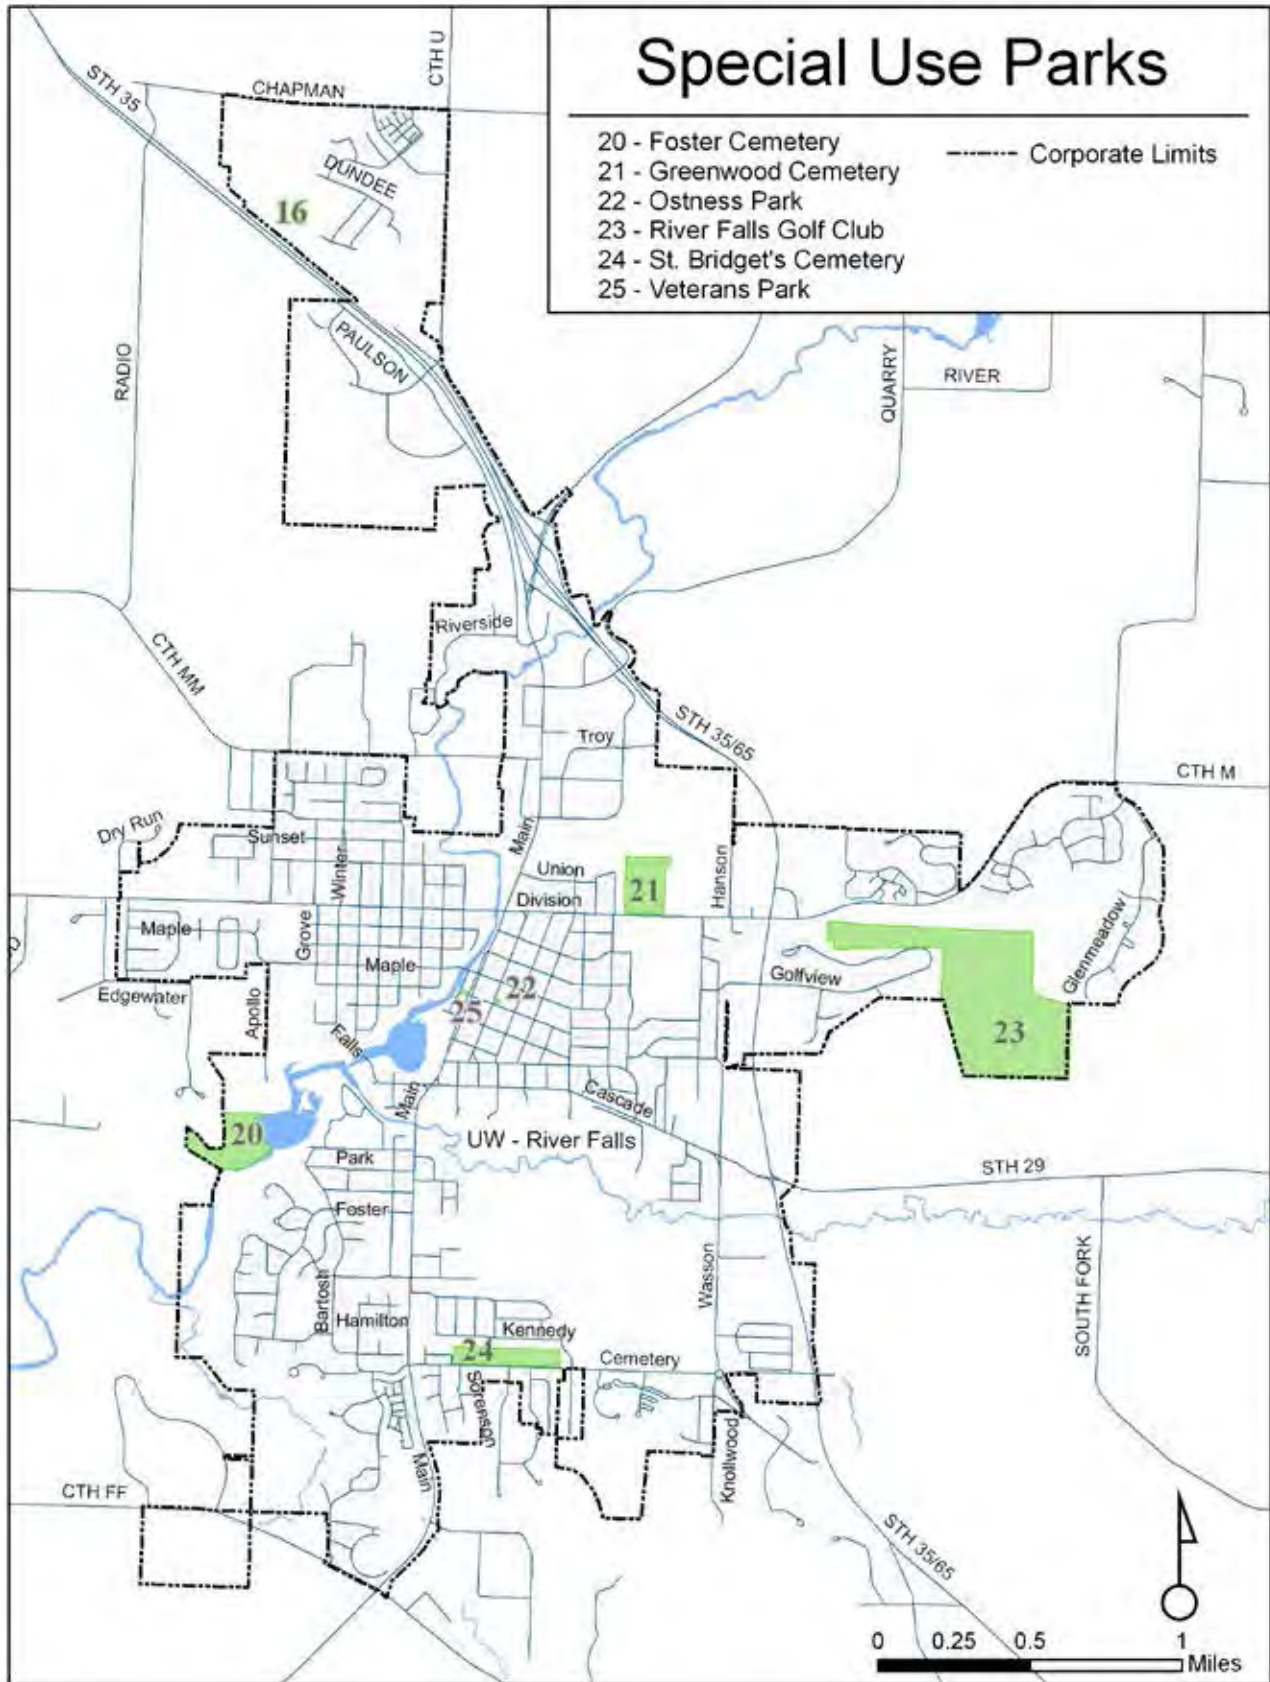 Special Use Parks
20 - Foster Cemetery
21 - Greenwood Cemetery
22 - Ostness Park
23 - River Falls Golf Club
24 - St. Bridget's Cemetery
25 - Veterans Park
Corporate Limits
STH 35
CHAPMAN
CTH U
DUNDEE
16
PAULSON
RADIO
QUARRY
RIVER
CTH MM
Riverside
Troy
STH 35/65
CTH M
Dry Run
Sunset
Winter
Main
Union
Division
21
Hanson
Maple
Grove
Maple
Golfview
Glenmeadow
Edgewater
Apollo
Falls
25
22
23
Main
Cascade
20
UW - River Falls
Park
STH 29
Foster
Wasson
SOUTH FORK
Bartosh
Hamilton
Kennedy
24
Cemetery
Sorenson
Main
Knollwood
CTH FF
STH 35/65
0 0.25 0.5 1
Miles